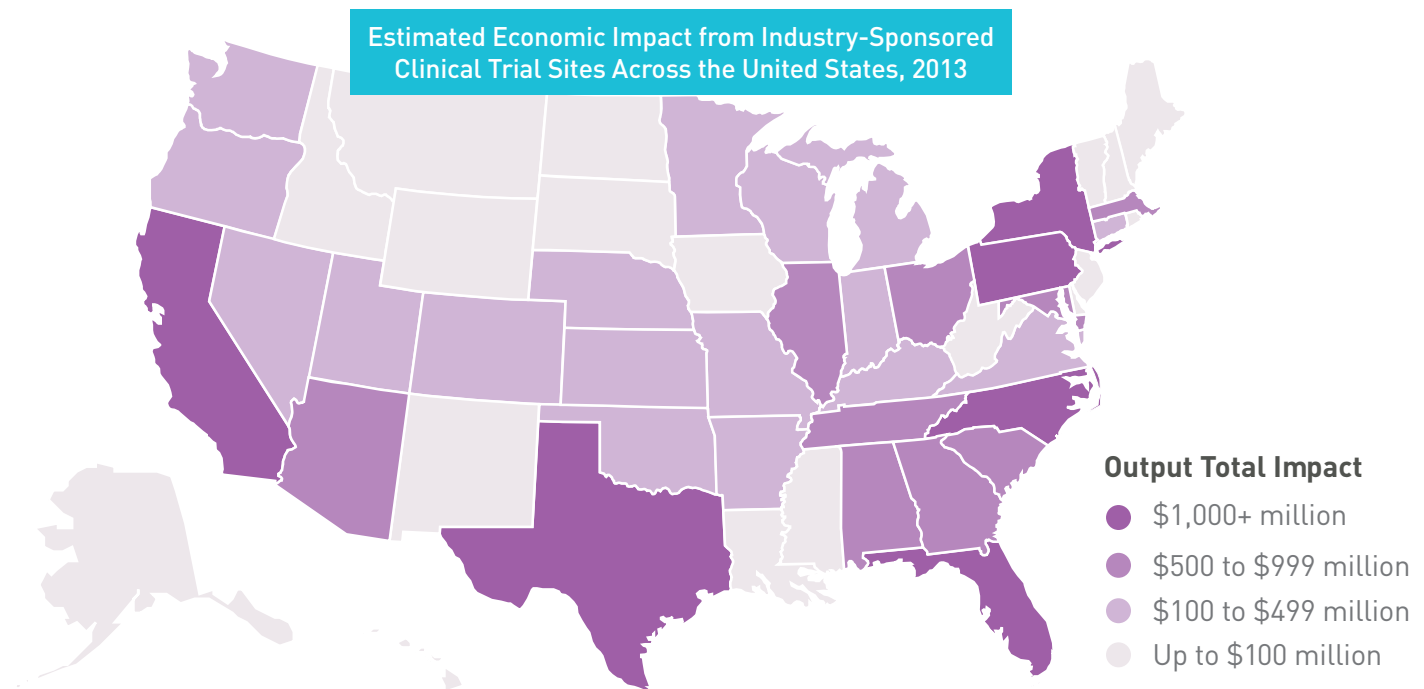 Estimated Economic Impact from Industry-Sponsored
Clinical Trial Sites Across the United States, 2013
Output Total Impact
$1,000+ million
$500 to $999 million
$100 to $499 million
Up to $100 million